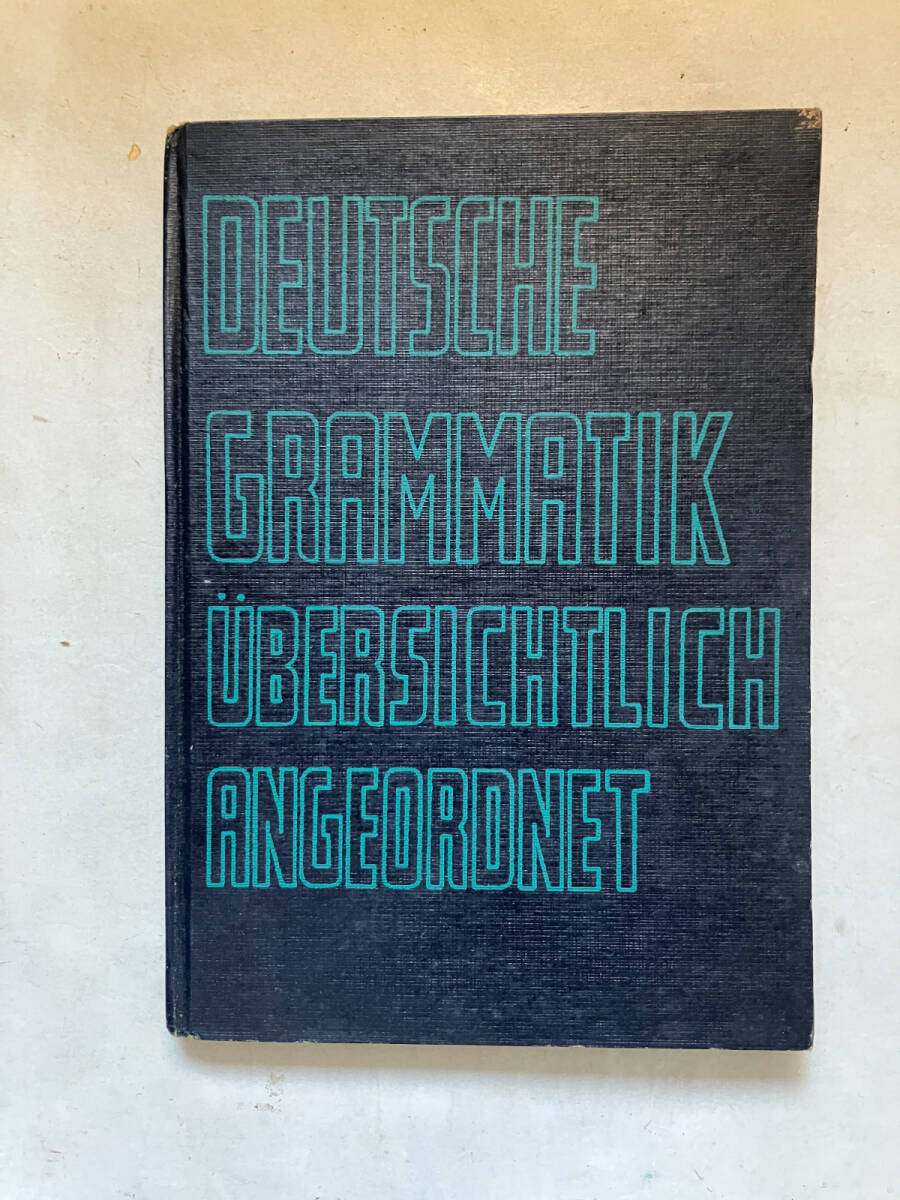 DEUTSCHE
GRAMMATIK
ÜBERSICHTLICH
ANGEORDNET